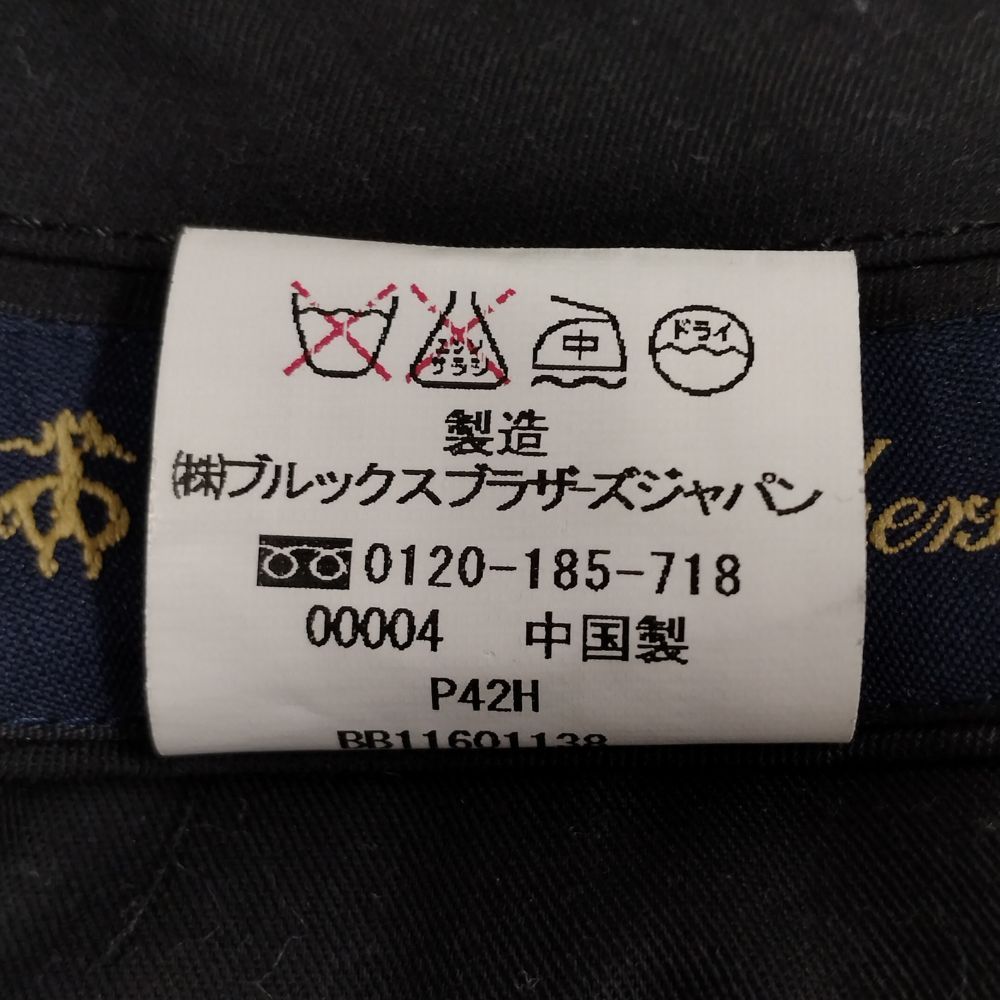 エンソ サラシ 中 ドライ
製造
(株)ブルックスブラザーズジャパン
0120-185-718
00004 中国製
P42H
BB11601138